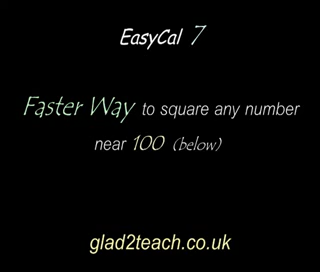 EasyCal 7
Faster Way to square any number
near 100 (below)
glad2teach.co.uk